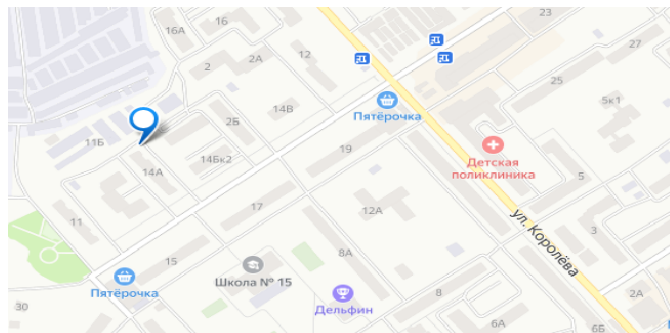 23
16А
16
27
2
2А
12
25
14В
5к1
2Б
Пятёрочка
11Б
19
14Бк2
Детская
поликлиника
14А
5
17
12А
11
ул. Королёва
3
8А
15
Школа № 15
Пятёрочка
8
2А
30
Дельфин
6А
6Б